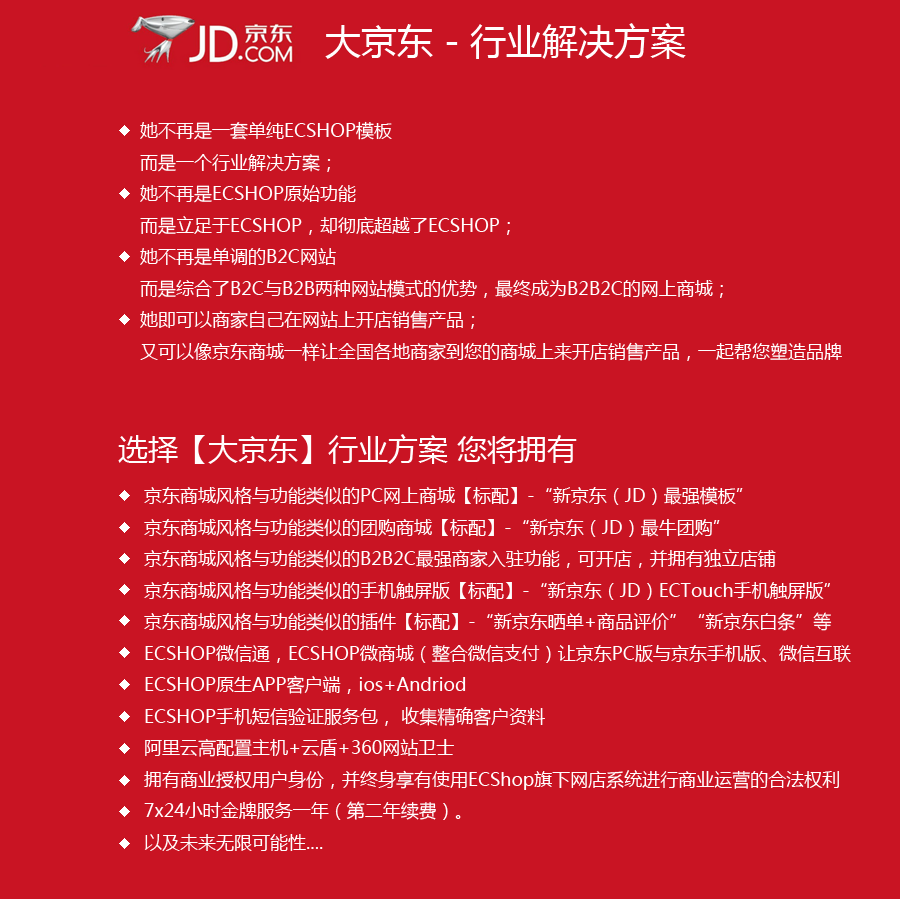 JD京东
.COM
大京东 - 行业解决方案
她不再是一套单纯ECSHOP模板
而是一个行业解决方案；
她不再是ECSHOP原始功能
而是立足于ECSHOP，却彻底超越了ECSHOP；
她不再是单调的B2C网站
而是综合了B2C与B2B两种网站模式的优势，最终成为B2B2C的网上商城；
她即可以商家自己在网站上开店销售产品；
又可以像京东商城一样让全国各地商家到您的商城上来开店销售产品，一起帮您塑造品牌
选择【大京东】行业方案 您将拥有
京东商城风格与功能类似的PC网上商城【标配】-“新京东（JD）最强模板”
京东商城风格与功能类似的团购商城【标配】-“新京东（JD）最牛团购”
京东商城风格与功能类似的B2B2C最强商家入驻功能，可开店，并拥有独立店铺
京东商城风格与功能类似的手机触屏版【标配】-“新京东（JD）ECTouch手机触屏版”
京东商城风格与功能类似的插件【标配】-“新京东晒单+商品评价” “新京东白条”等
ECSHOP微信通，ECSHOP微商城（整合微信支付）让京东PC版与京东手机版、微信互联
ECSHOP原生APP客户端，ios+Andriod
ECSHOP手机短信验证服务包， 收集精确客户资料
阿里云高配置主机+云盾+360网站卫士
拥有商业授权用户身份，并终身享有使用ECShop旗下网店系统进行商业运营的合法权利
7x24小时金牌服务一年（第二年续费）。
以及未来无限可能性....